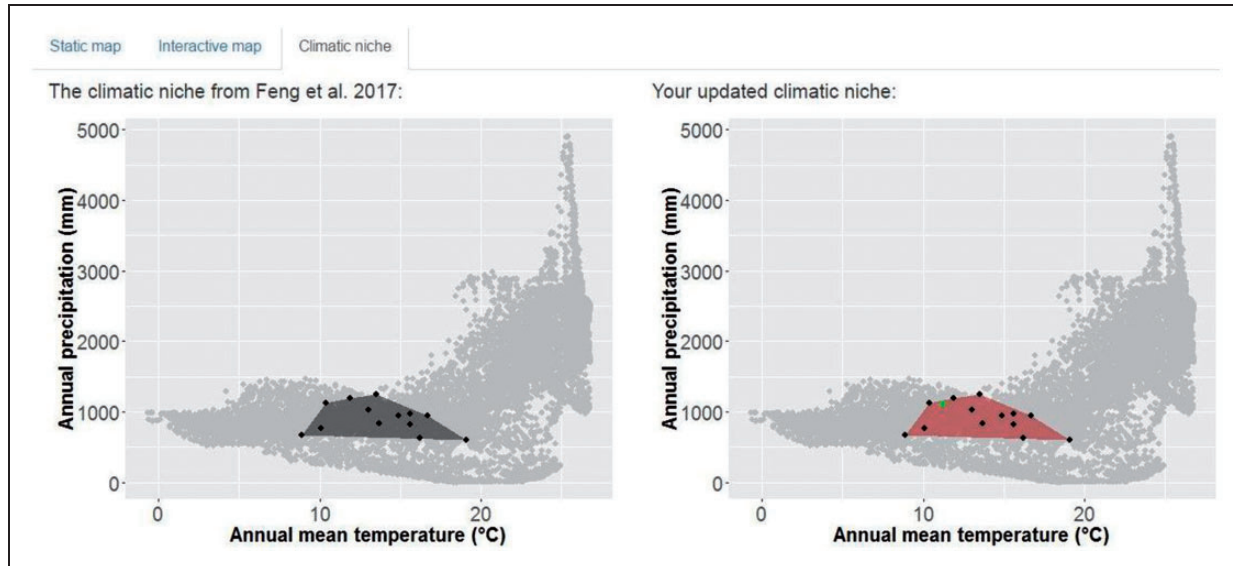 Static map Interactive map Climatic niche
The climatic niche from Feng et al. 2017:
5000
4000
3000
2000
1000
0
Annual precipitation (mm)
0 10 20
Annual mean temperature (°C)
Your updated climatic niche:
5000
4000
3000
2000
1000
0
Annual precipitation (mm)
0 10 20
Annual mean temperature (°C)